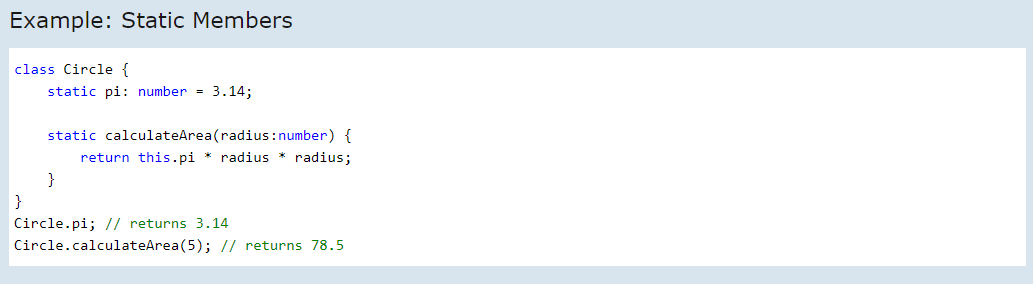 Example: Static Members
class Circle {
    static pi: number = 3.14;

    static calculateArea(radius:number) {
        return this.pi * radius * radius;
    }
}
Circle.pi; // returns 3.14
Circle.calculateArea(5); // returns 78.5